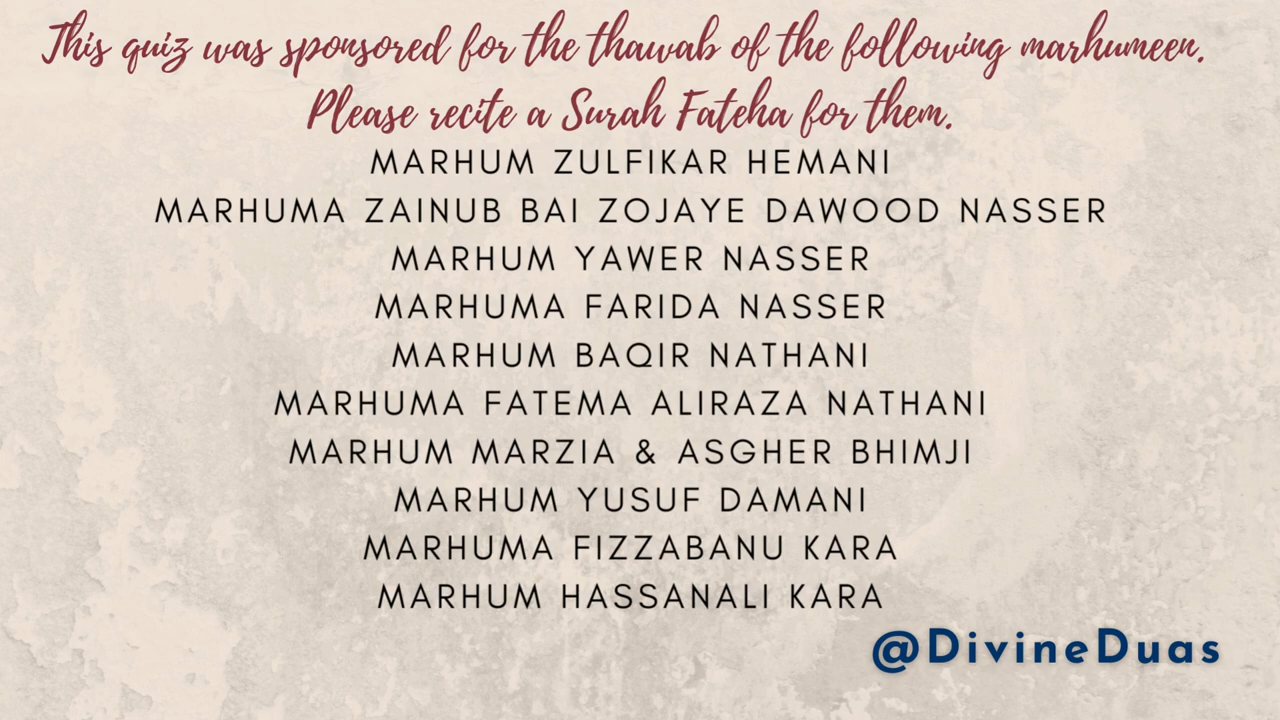 This quiz was sponsored for the thawab of the following marhumeen.
Please recite a Surah Fateha for them.
MARHUM ZULFIKAR HEMANI
MARHUMA ZAINUB BAI ZOJAYE DAWOOD NASSER
MARHUM YAWER NASSER
MARHUMA FARIDA NASSER
MARHUM BAQIR NATHANI
MARHUMA FATEMA ALIRAZA NATHANI
MARHUM MARZIA & ASGHER BHIMJI
MARHUM YUSUF DAMANI
MARHUMA FIZZABANU KARA
MARHUM HASSANALI KARA
@DivineDuas